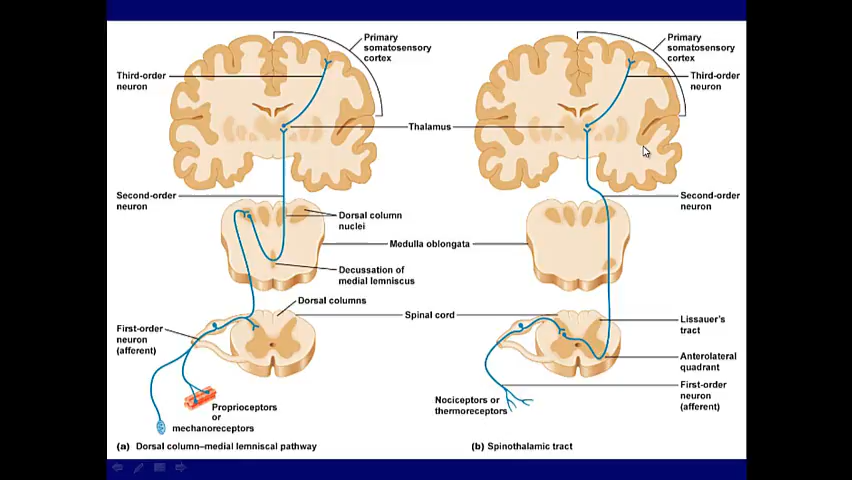 Primary
somatosensory
cortex
Third-order
neuron
Thalamus
Second-order
neuron
Dorsal column
nuclei
Medulla oblongata
Decussation of
medial lemniscus
Dorsal columns
Spinal cord
First-order
neuron
(afferent)
Proprioceptors
or
mechanoreceptors
(a) Dorsal column–medial lemniscal pathway
Primary
somatosensory
cortex
Third-order
neuron
Second-order
neuron
Lissauer's
tract
Anterolateral
quadrant
First-order
neuron
(afferent)
Nociceptors or
thermoreceptors
(b) Spinothalamic tract